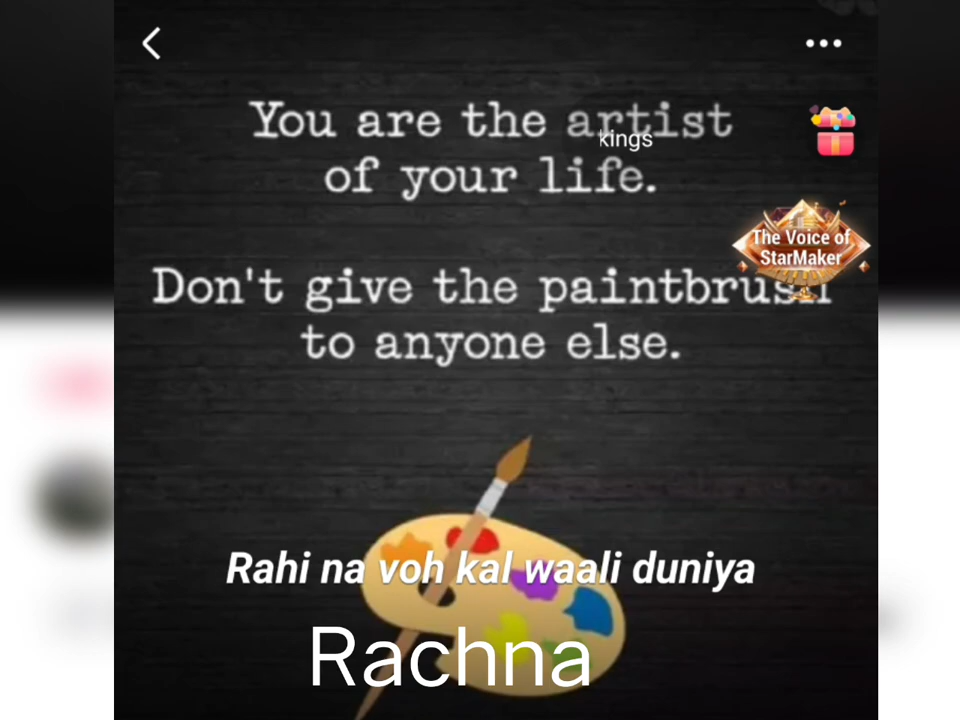 You are the artist
kings
of your life.
The Voice of
StarMaker
Don't give the paintbrush
to anyone else.
Rahi na voh kal waali duniya
Rachna